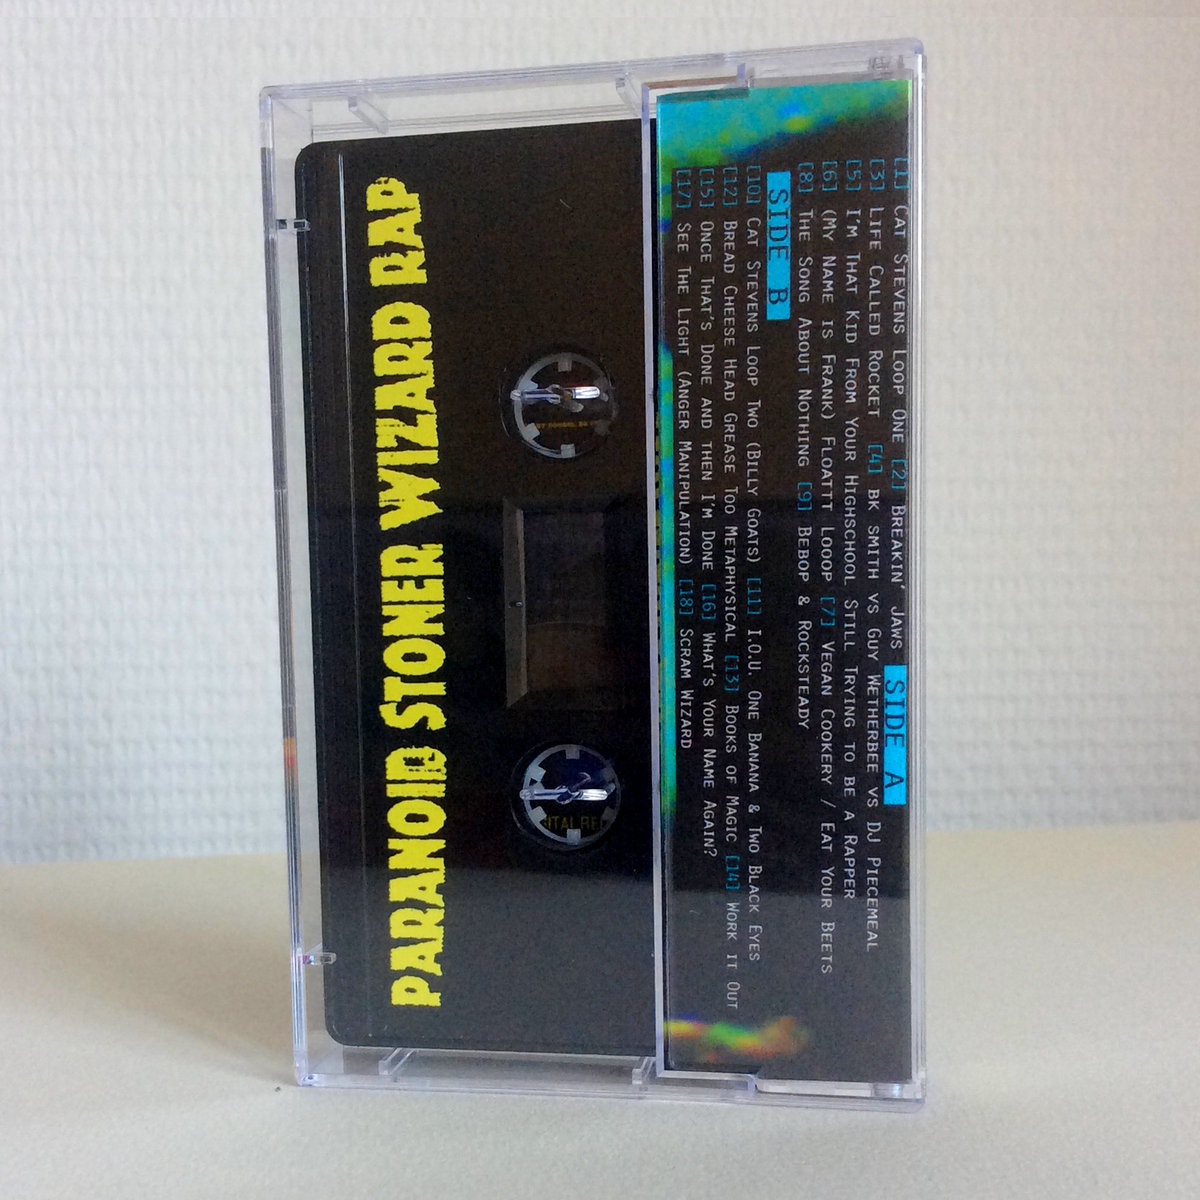 PARANOID STONER WIZARD RAP
SIDE A
[1] Cat Stevens Loop One [2] Breakin' Jaws
[3] Life Called Rocket [4] bk smith vs Guy Wetherbee vs DJ Piecemeal
[5] I'm That Kid From Your Highschool Still Trying to be a Rapper
[6] (My Name is Frank) Floattt Looop [7] Vegan Cookery / Eat Your Beets
[8] The Song About Nothing [9] Bebop & Rocksteady
SIDE B
[10] Cat Stevens Loop Two (Billy Goats) [11] I.O.U. One Banana & Two Black Eyes
[12] Bread Cheese Head Grease Too Metaphysical [13] Books of Magic [14] Work it Out
[15] Once That's Done and then I'm Done [16] What's Your Name Again?
[17] See The Light (Anger Manipulation) [18] Scram Wizard